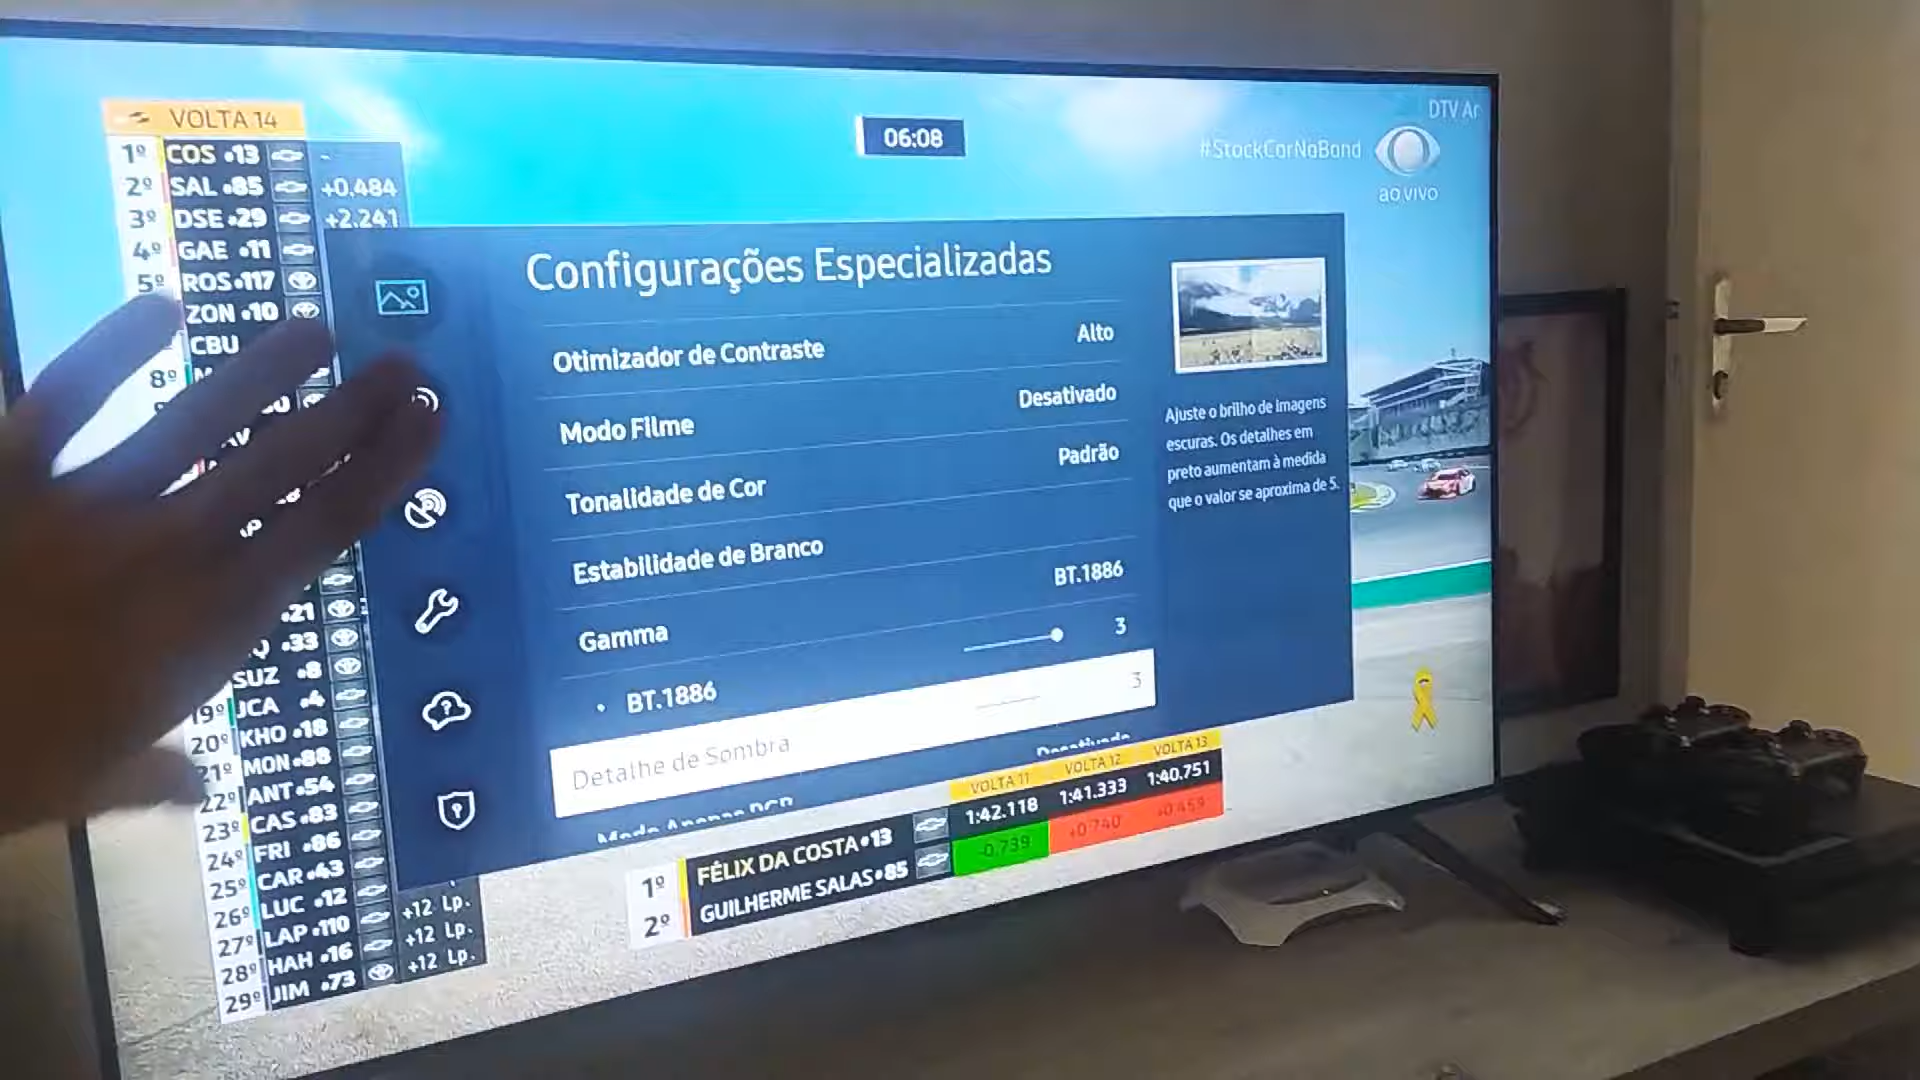 VOLTA 14
1º COS •13 -
2º SAL •85 +0.484
3º DSE •29 +2.241
4º GAE •11
5º ROS•117
ZON •10
CBU
8º
•21
•33
SUZ •8
19º JCA •4
20º KHO •18
21º MON•88
22º ANT•54
23º CAS •83
24º FRI •86
25º CAR •43
26º LUC •12 +12 Lp.
27º LAP •110 +12 Lp.
28º HAH •16 +12 Lp.
29º JIM •73
06:08
DTV Ar
#StockCarNaBand
ao vivo
Configurações Especializadas
Otimizador de Contraste Alto
Modo Filme Desativado
Tonalidade de Cor Padrão
Estabilidade de Branco
Gamma BT.1886
• BT.1886 3
Detalhe de Sombra 3
Modo Apenas RGB Desativado
Ajuste o brilho de imagens
escuras. Os detalhes em
preto aumentam à medida
que o valor se aproxima de 5.
VOLTA 11 VOLTA 12 VOLTA 13
1º FÉLIX DA COSTA•13 1:42.118 1:41.333 1:40.751
2º GUILHERME SALAS•85 -0.739 +0.740 +0.459